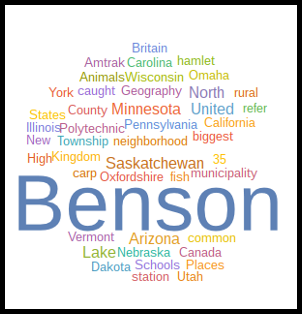 Britain
Amtrak Carolina hamlet
Animals Wisconsin Omaha
York caught Geography North rural
States County Minnesota United refer
Illinois Polytechnic Pennsylvania California
New Township neighborhood biggest
High Kingdom Saskatchewan 35
carp Oxfordshire fish municipality
Benson
Vermont Arizona common
Lake Nebraska Canada
Dakota Schools Places
station Utah